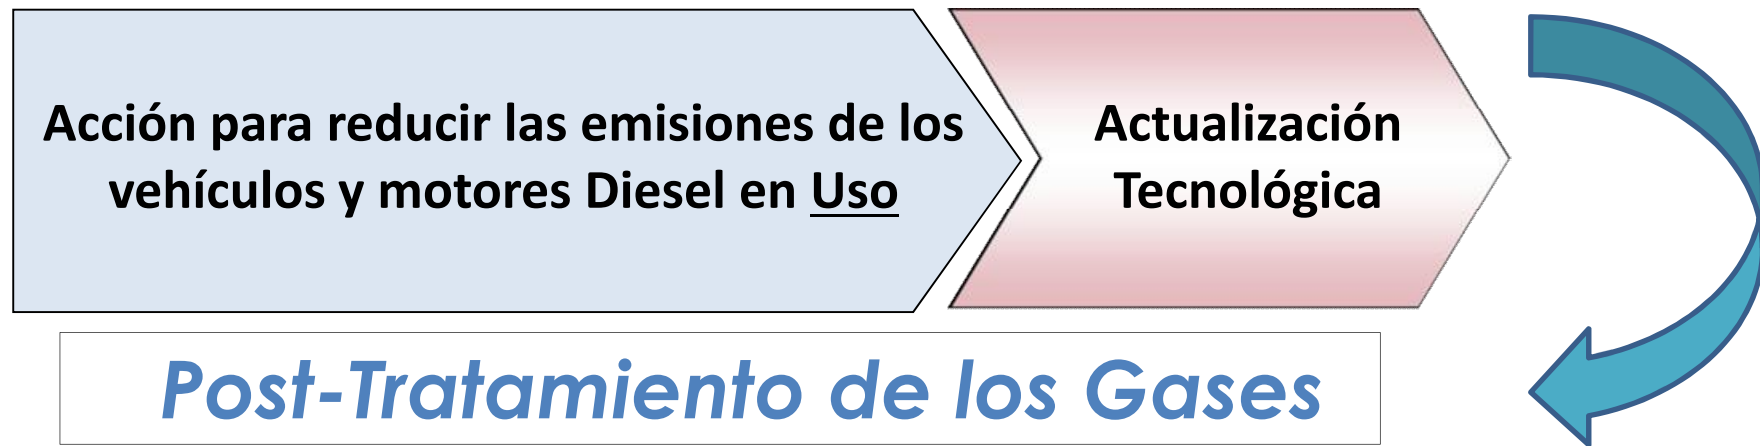 Acción para reducir las emisiones de los
vehículos y motores Diesel en Uso
Actualización
Tecnológica
Post-Tratamiento de los Gases